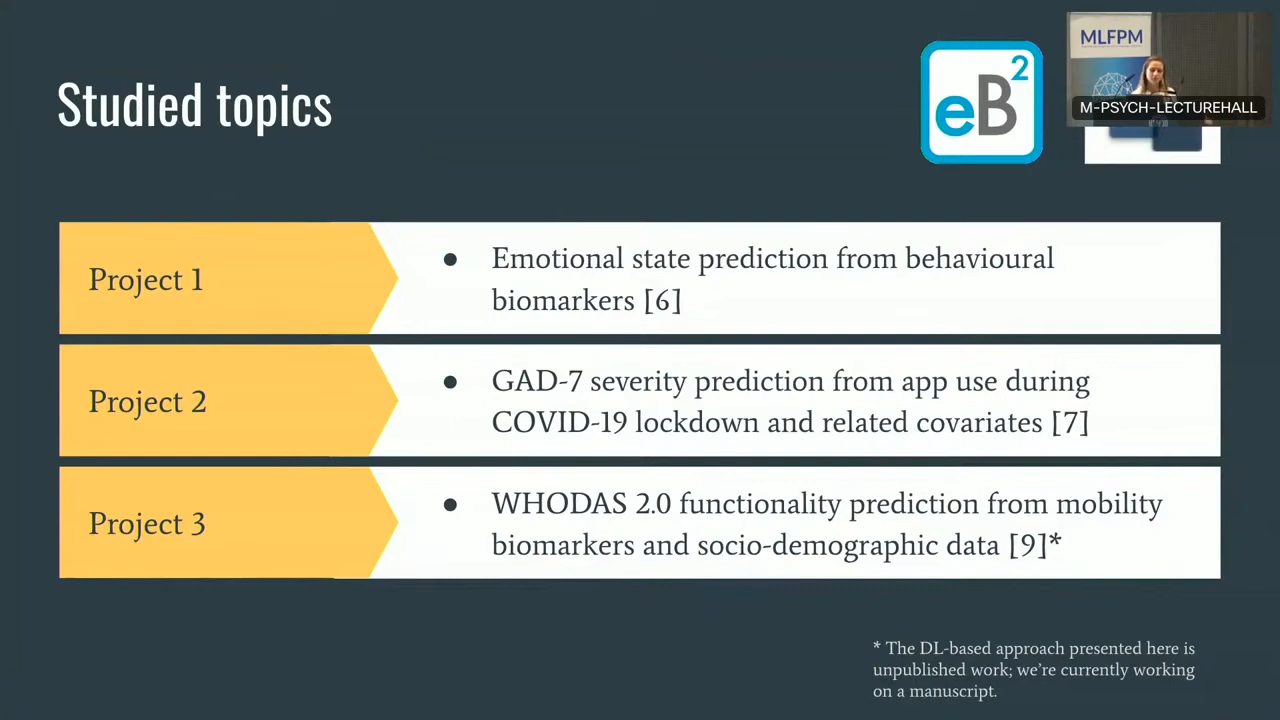 MLFPM
M-PSYCH-LECTUREHALL
eB2
Studied topics
Project 1
● Emotional state prediction from behavioural
biomarkers [6]
Project 2
● GAD-7 severity prediction from app use during
COVID-19 lockdown and related covariates [7]
Project 3
● WHODAS 2.0 functionality prediction from mobility
biomarkers and socio-demographic data [9]*
* The DL-based approach presented here is
unpublished work; we're currently working
on a manuscript.